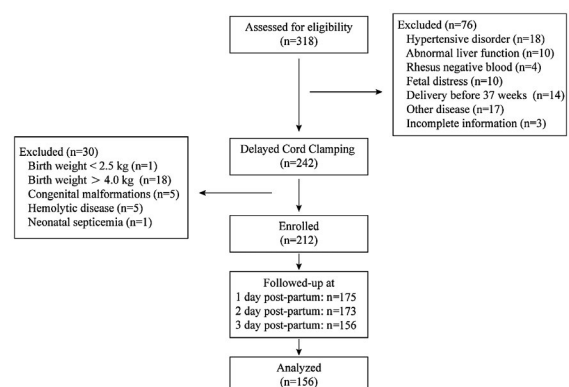 Assessed for eligibility
(n=318)
Excluded (n=76)
Hypertensive disorder (n=18)
Abnormal liver function (n=10)
Rhesus negative blood (n=4)
Fetal distress (n=10)
Delivery before 37 weeks (n=14)
Other disease (n=17)
Incomplete information (n=3)
Delayed Cord Clamping
(n=242)
Excluded (n=30)
Birth weight < 2.5 kg (n=1)
Birth weight > 4.0 kg (n=18)
Congenital malformations (n=5)
Hemolytic disease (n=5)
Neonatal septicemia (n=1)
Enrolled
(n=212)
Followed-up at
1 day post-partum: n=175
2 day post-partum: n=173
3 day post-partum: n=156
Analyzed
(n=156)